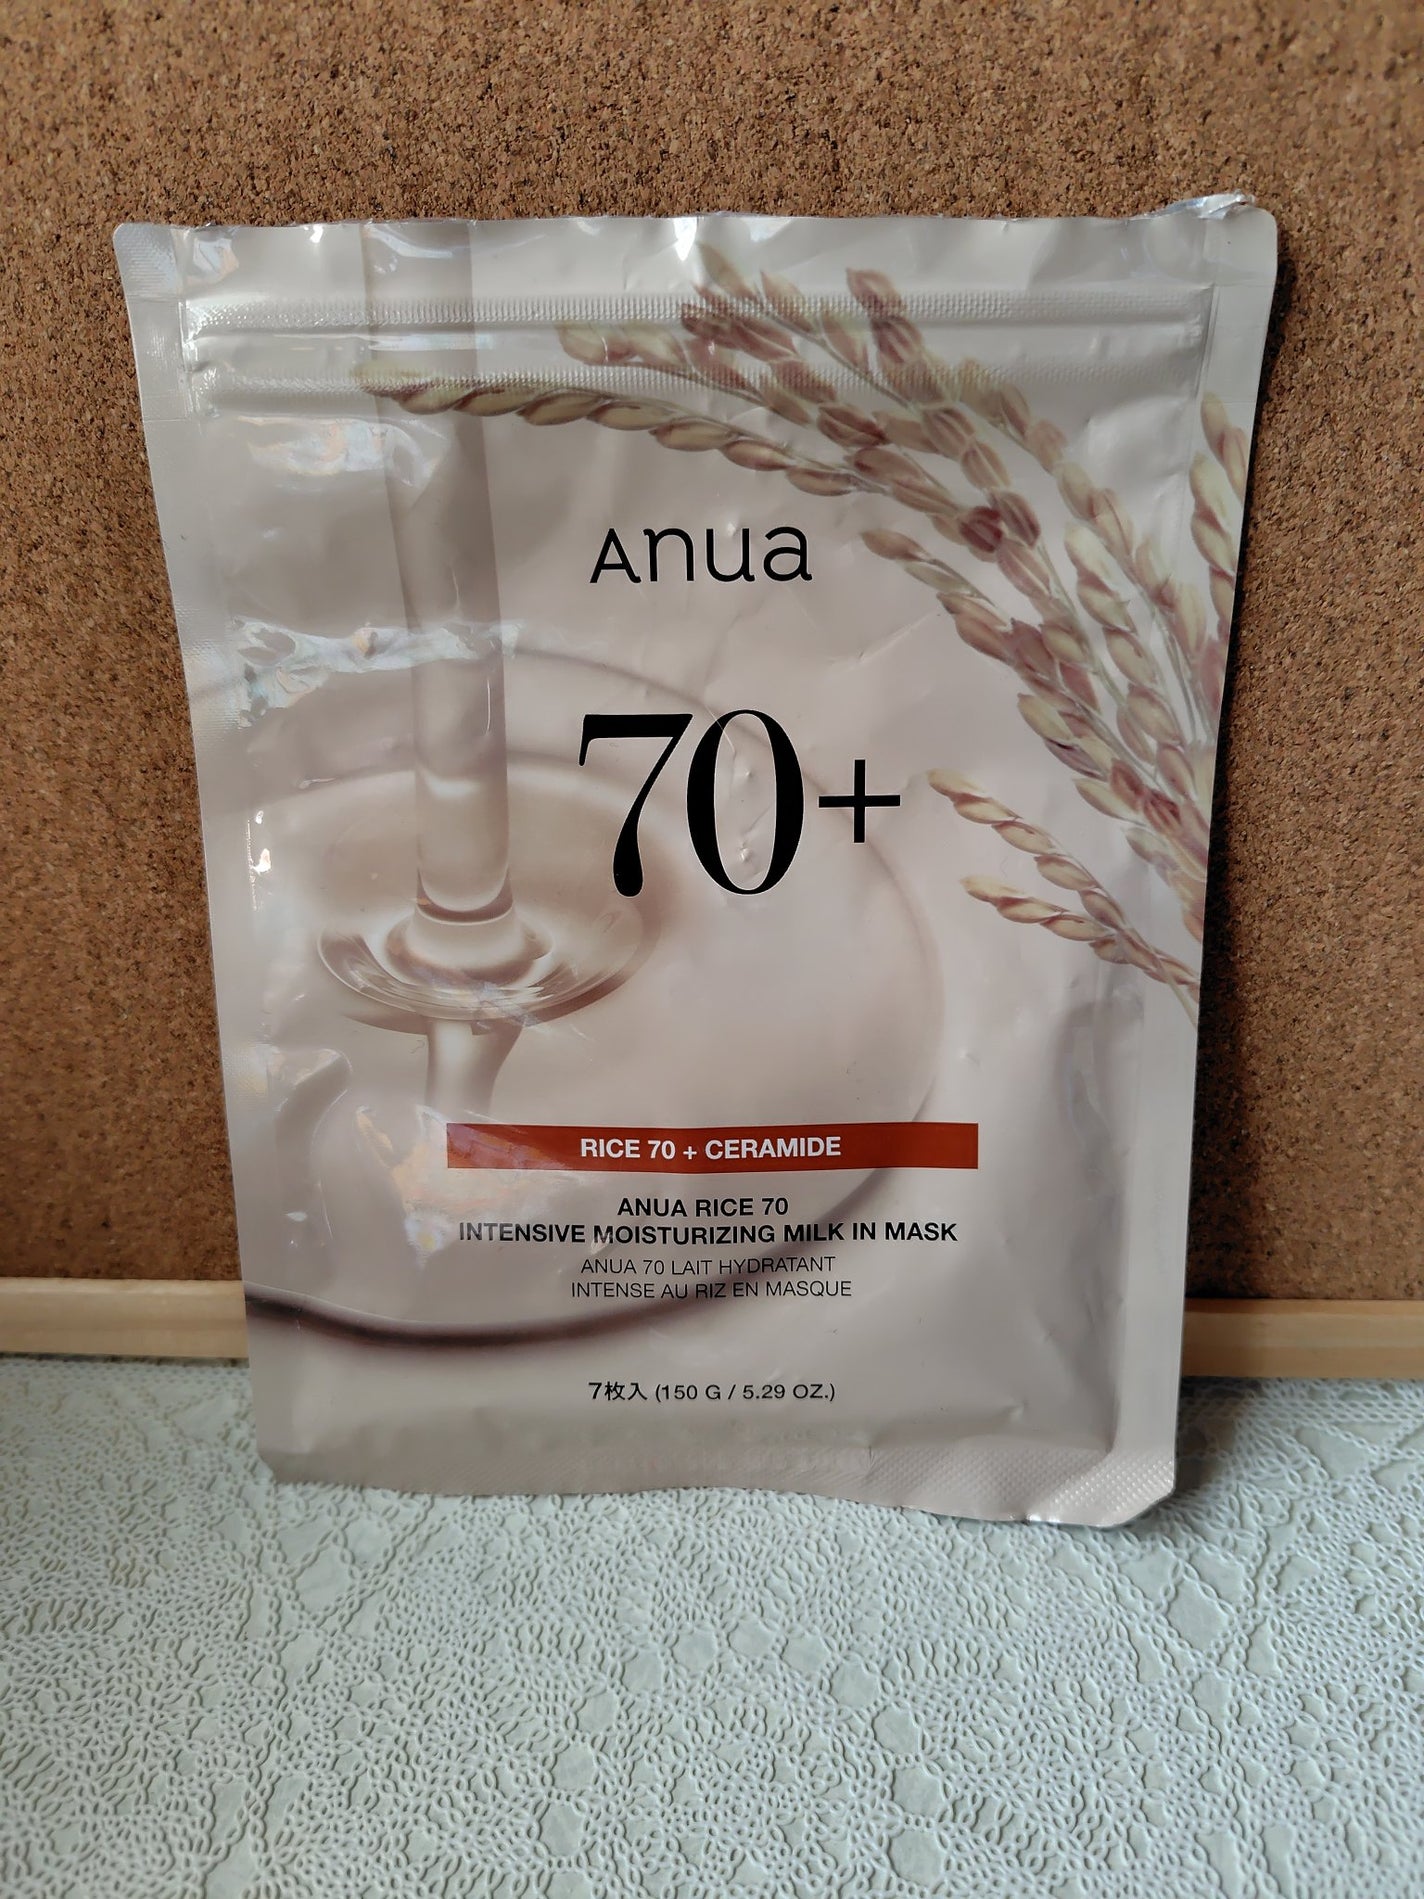 Anua
70+
RICE 70 + CERAMIDE
ANUA RICE 70
INTENSIVE MOISTURIZING MILK IN MASK
ANUA 70 LAIT HYDRATANT
INTENSE AU RIZ EN MASQUE
7枚入 (150 G / 5.29 OZ.)